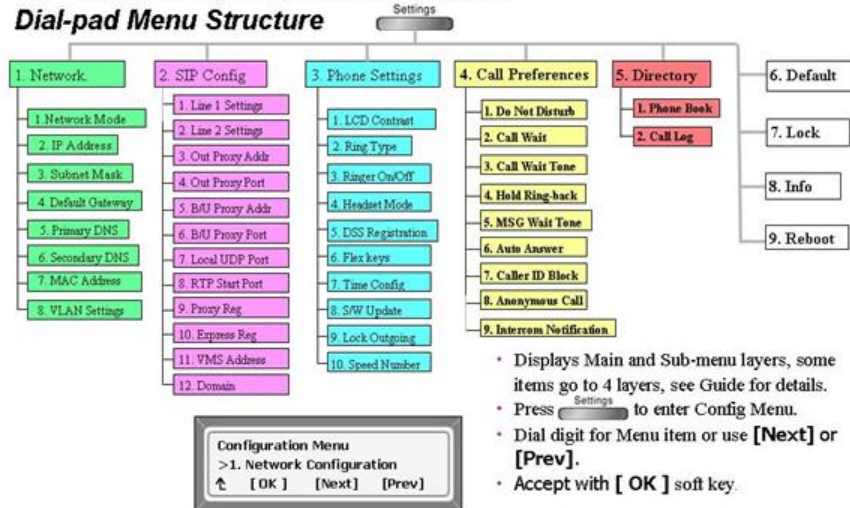 Dial-pad Menu Structure
Settings
1. Network.
1.Network Mode
2. IP Address
3. Subnet Mask
4. Default Gateway
5. Primary DNS
6. Secondary DNS
7. MAC Address
8. VLAN Settings
2. SIP Config
1. Line 1 Settings
2. Line 2 Settings
3. Out Proxy Addr
4. Out Proxy Port
5. B/U Proxy Addr
6. B/U Proxy Port
7. Local UDP Port
8. RTP Start Port
9. Proxy Reg
10. Express Reg
11. VMS Address
12. Domain
3. Phone Settings
1. LCD Contrast
2. Ring Type
3. Ringer On/Off
4. Headset Mode
5. DSS Registration
6. Flex keys
7. Time Config
8. S/W Update
9. Lock Outgoing
10. Speed Number
4. Call Preferences
1. Do Not Disturb
2. Call Wait
3. Call Wait Tone
4. Hold Ring-back
5. MSG Wait Tone
6. Auto Answer
7. Caller ID Block
8. Anonymous Call
9. Intercom Notification
5. Directory
1. Phone Book
2. Call Log
6. Default
7. Lock
8. Info
9. Reboot
Configuration Menu
>1. Network Configuration
[ OK ] [Next] [Prev]
• Displays Main and Sub-menu layers, some
items go to 4 layers, see Guide for details.
• Press Settings to enter Config Menu.
• Dial digit for Menu item or use [Next] or
[Prev].
• Accept with [ OK ] soft key.